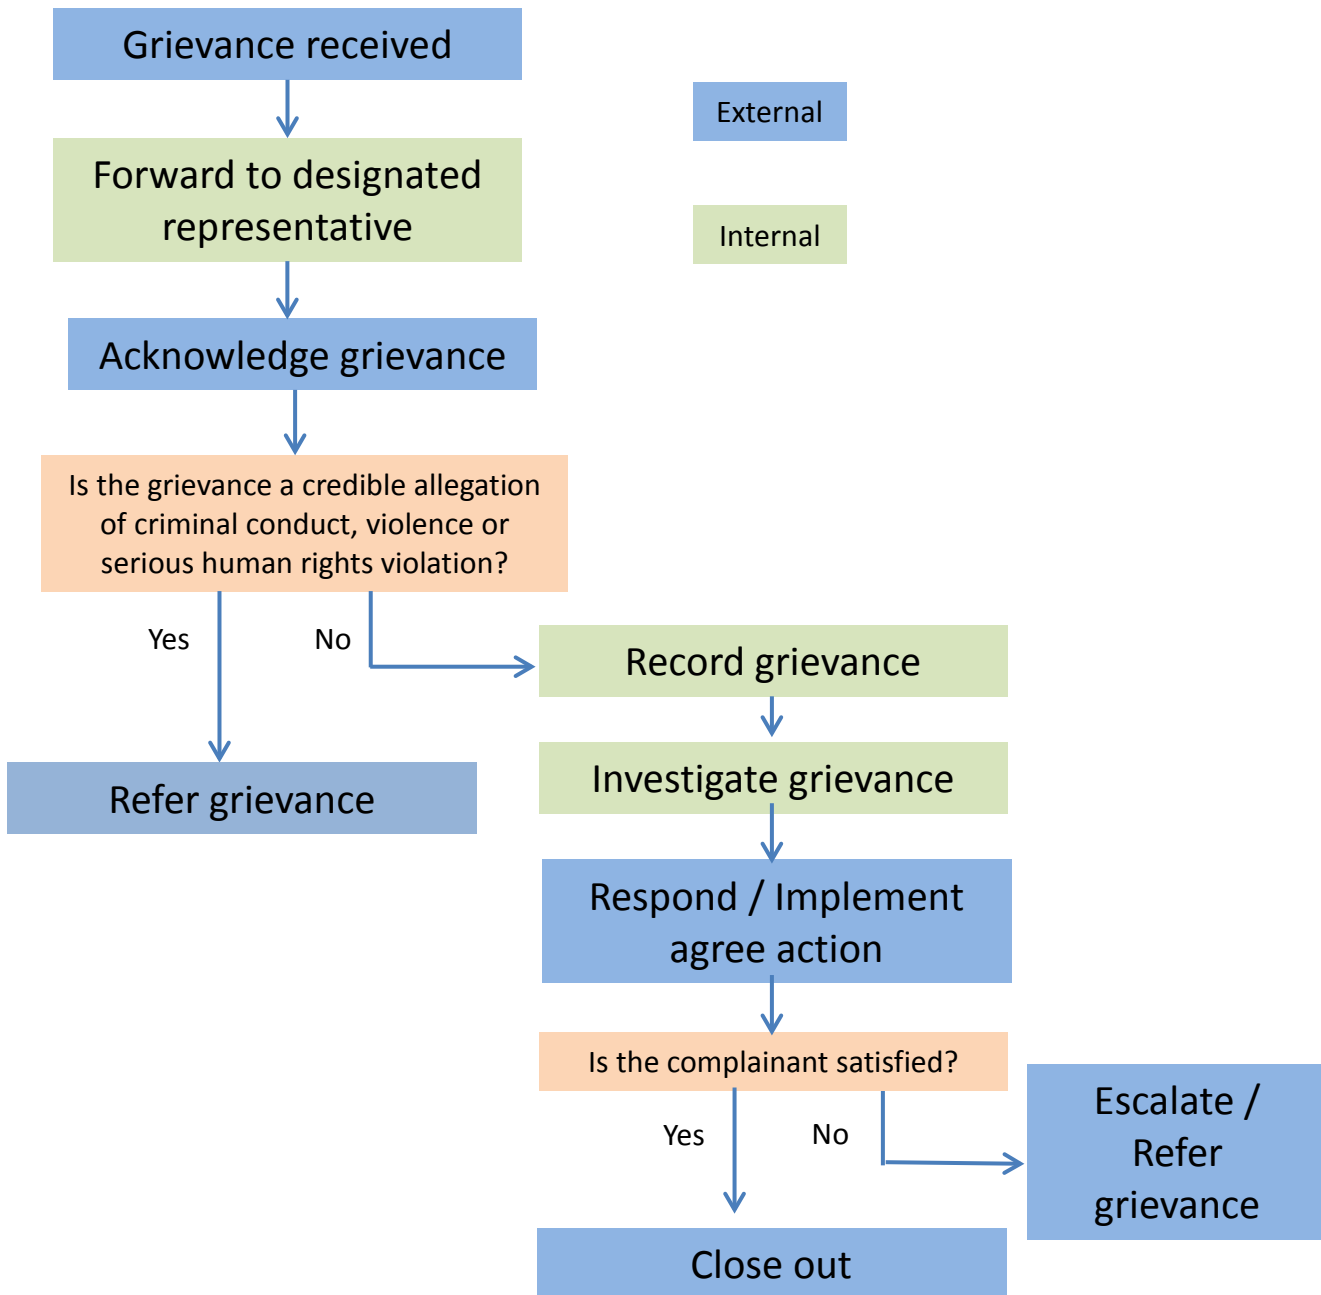 Grievance received
External
Forward to designated
representative
Internal
Acknowledge grievance
Is the grievance a credible allegation
of criminal conduct, violence or
serious human rights violation?
Yes
No
Record grievance
Refer grievance
Investigate grievance
Respond / Implement
agree action
Is the complainant satisfied?
Yes
No
Escalate /
Refer
grievance
Close out